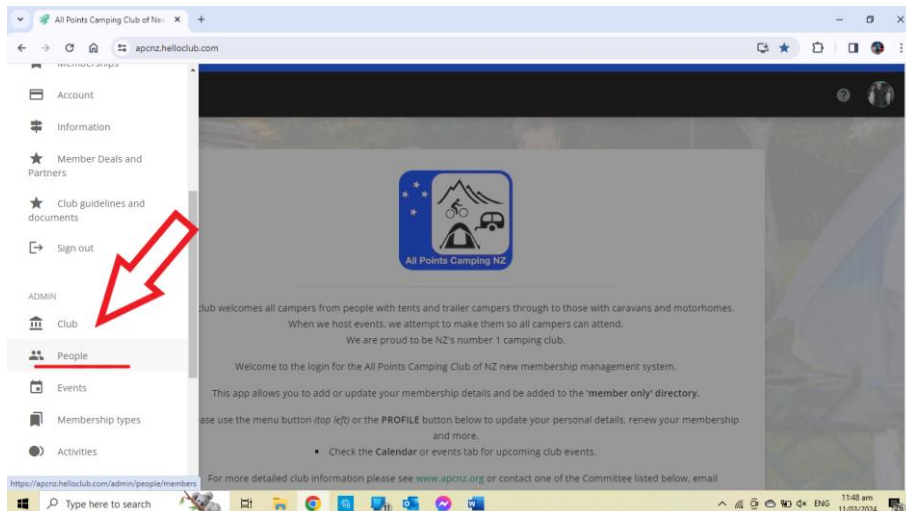 All Points Camping Club of Ne
apcnz.helloclub.com
Memberships
Account
Information
Member Deals and
Partners
Club guidelines and
documents
Sign out
ADMIN
Club
People
Events
Membership types
Activities
All Points Camping NZ
club welcomes all campers from people with tents and trailer campers through to those with caravans and motorhomes.
When we host events, we attempt to make them so all campers can attend.
We are proud to be NZ's number 1 camping club.
Welcome to the login for the All Points Camping Club of NZ new membership management system.
This app allows you to add or update your membership details and be added to the 'member only' directory.
ase use the menu button (top left) or the PROFILE button below to update your personal details, renew your membership
and more.
Check the Calendar or events tab for upcoming club events.
For more detailed club information please see www.apcnz.org or contact one of the Committee listed below, email
https://apcnz.helloclub.com/admin/people/members
Type here to search
ENG
11:48 am
11/03/2024